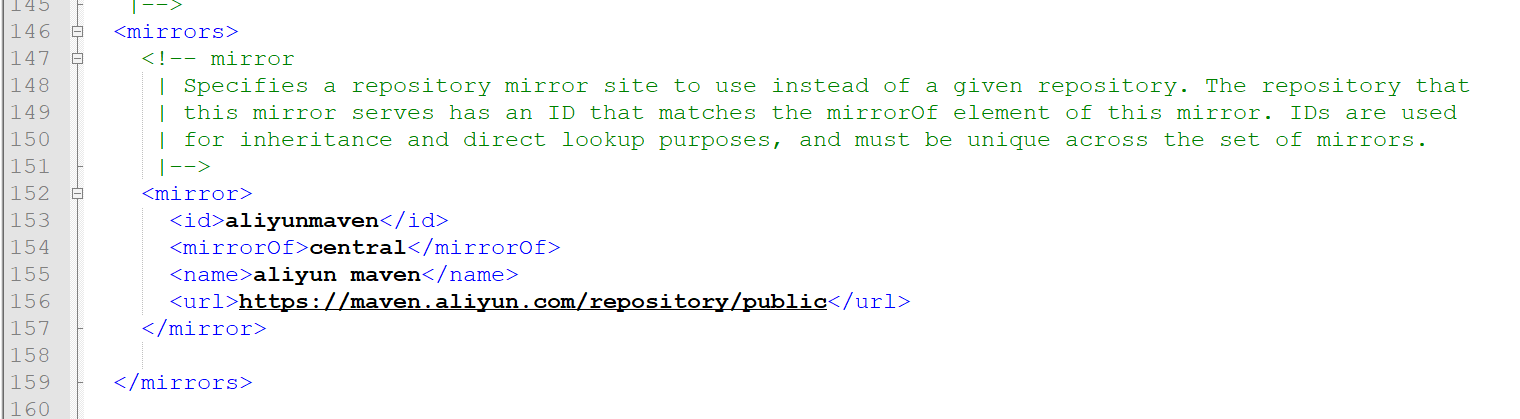 145 |-->
146 <mirrors>
147 <!-- mirror
148 | Specifies a repository mirror site to use instead of a given repository. The repository that
149 | this mirror serves has an ID that matches the mirrorOf element of this mirror. IDs are used
150 | for inheritance and direct lookup purposes, and must be unique across the set of mirrors.
151 |-->
152 <mirror>
153 <id>aliyunmaven</id>
154 <mirrorOf>central</mirrorOf>
155 <name>aliyun maven</name>
156 <url>https://maven.aliyun.com/repository/public</url>
157 </mirror>
158
159 </mirrors>
160